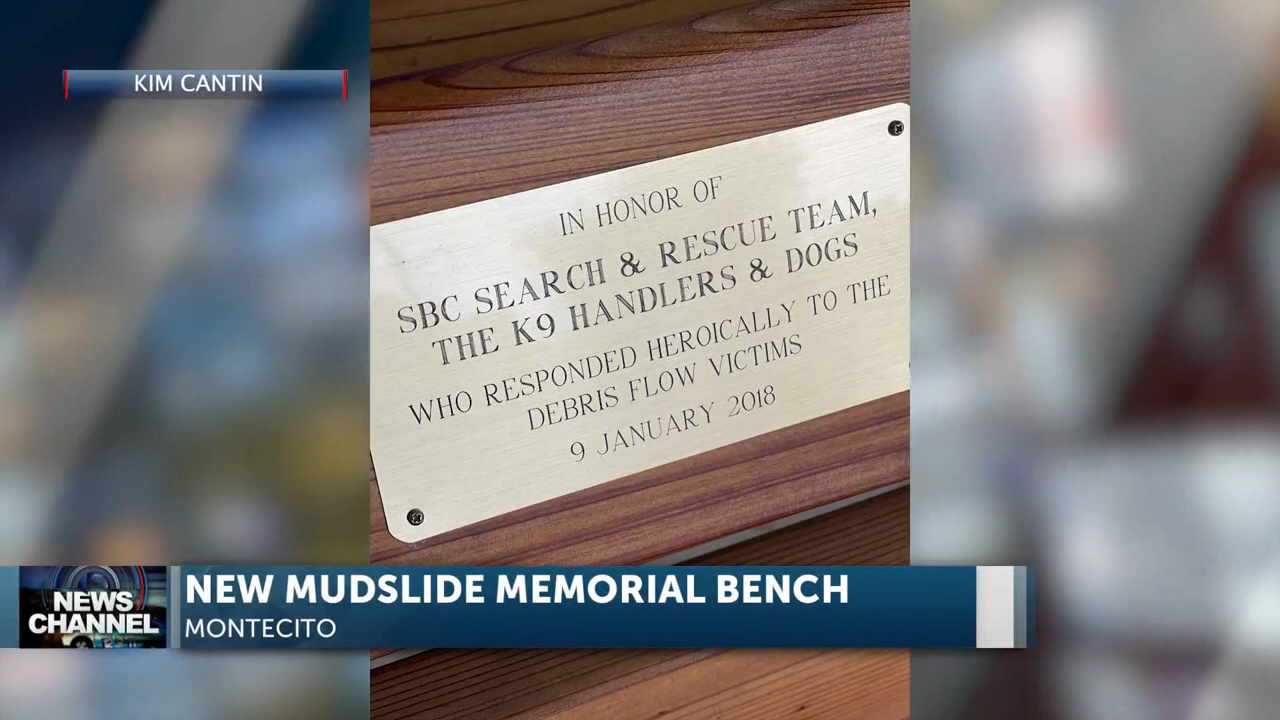 KIM CANTIN
IN HONOR OF
SBC SEARCH & RESCUE TEAM,
THE K9 HANDLERS & DOGS
WHO RESPONDED HEROICALLY TO THE
DEBRIS FLOW VICTIMS
9 JANUARY 2018
NEWS
CHANNEL
NEW MUDSLIDE MEMORIAL BENCH
MONTECITO